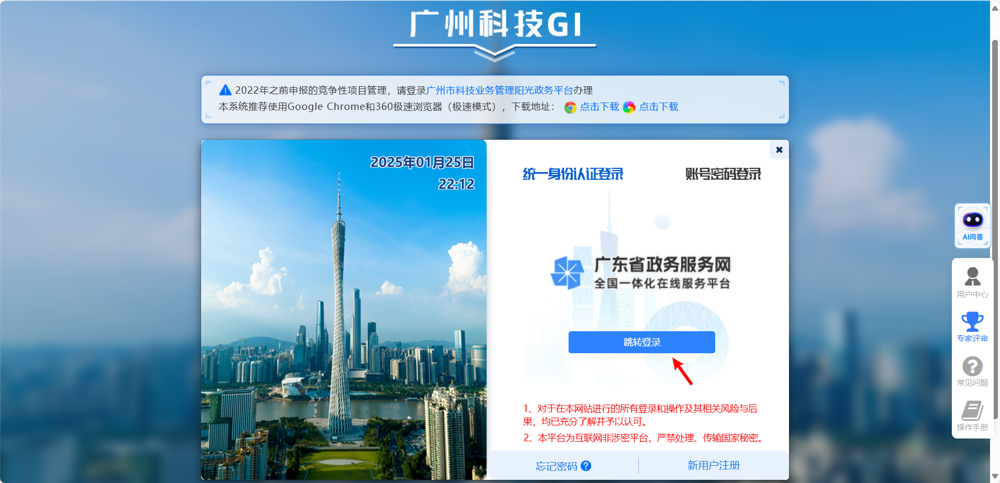 广州科技GI
2022年之前申报的竞争性项目管理，请登录广州市科技业务管理阳光政务平台办理
本系统推荐使用Google Chrome和360极速浏览器（极速模式），下载地址： 点击下载 点击下载
2025年01月25日
22:12
统一身份认证登录 账号密码登录
广东省政务服务网
全国一体化在线服务平台
跳转登录
1、对于在本网站进行的所有登录和操作及其相关风险与后
果，均已充分了解并予以认可。
2、本平台为互联网非涉密平台，严禁处理、传输国家秘密。
忘记密码 ? 新用户注册
AI问答
用户中心
专家评审
常见问题
操作手册